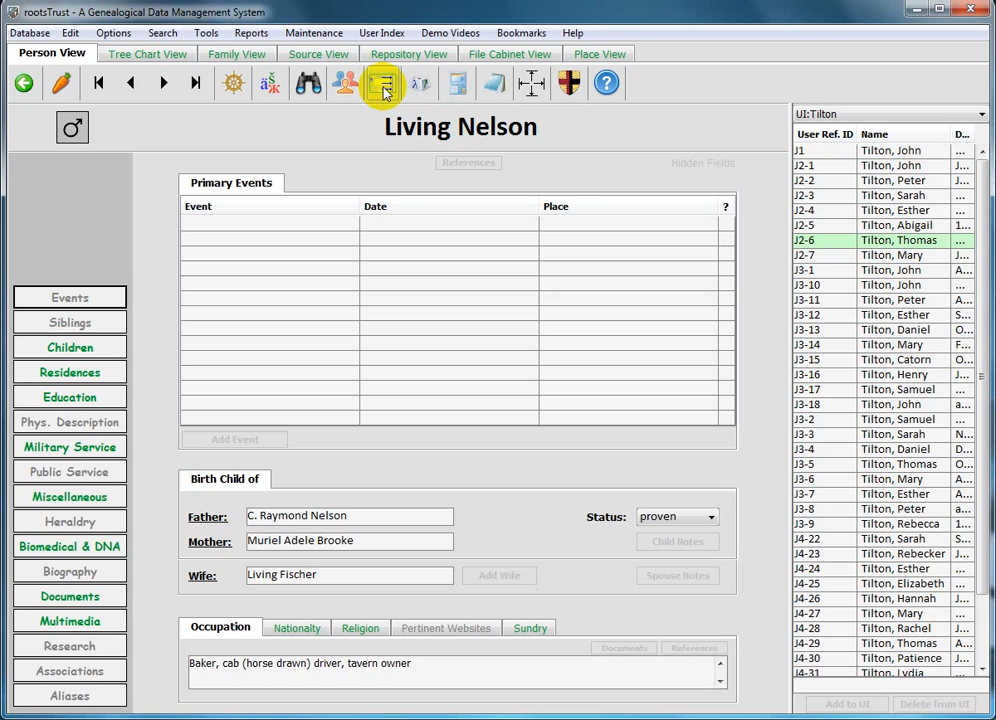 rootsTrust - A Genealogical Data Management System
Database Edit Options Search Tools Reports Maintenance User Index Demo Videos Bookmarks Help
Person View Tree Chart View Family View Source View Repository View File Cabinet View Place View
äŠ ж
?
Living Nelson
UI:Tilton
References Hidden Fields
User Ref. ID Name D...
Primary Events
Event Date Place ?
J1 Tilton, John ...
J2-1 Tilton, John J...
J2-2 Tilton, Peter J...
J2-3 Tilton, Sarah ...
J2-4 Tilton, Esther ...
J2-5 Tilton, Abigail 1...
J2-6 Tilton, Thomas ...
J2-7 Tilton, Mary J...
J3-1 Tilton, John A...
J3-10 Tilton, John ...
J3-11 Tilton, Peter A...
J3-12 Tilton, Esther S...
J3-13 Tilton, Daniel O...
J3-14 Tilton, Mary F...
J3-15 Tilton, Catorn O...
J3-16 Tilton, Henry J...
J3-17 Tilton, Samuel ...
J3-18 Tilton, John a...
J3-2 Tilton, Samuel ...
J3-3 Tilton, Sarah N...
J3-4 Tilton, Daniel D...
J3-5 Tilton, Thomas O...
J3-6 Tilton, Mary J...
J3-7 Tilton, Esther ...
J3-8 Tilton, Peter a...
J3-9 Tilton, Rebecca 1...
J4-22 Tilton, Sarah S...
J4-23 Tilton, Rebecker J...
J4-24 Tilton, Esther ...
J4-25 Tilton, Elizabeth ...
J4-26 Tilton, Hannah J...
J4-27 Tilton, Mary ...
J4-28 Tilton, Rachel J...
J4-29 Tilton, Thomas A...
J4-30 Tilton, Patience J...
J4-31 Tilton, Lydia
Add to UI Delete from UI
Events
Siblings
Children
Residences
Education
Phys. Description
Military Service
Public Service
Miscellaneous
Heraldry
Biomedical & DNA
Biography
Documents
Multimedia
Research
Associations
Aliases
Add Event
Birth Child of
Father: C. Raymond Nelson Status: proven
Mother: Muriel Adele Brooke Child Notes
Wife: Living Fischer Add Wife Spouse Notes
Occupation Nationalty Religion Pertinent Websites Sundry
Documents References
Baker, cab (horse drawn) driver, tavern owner